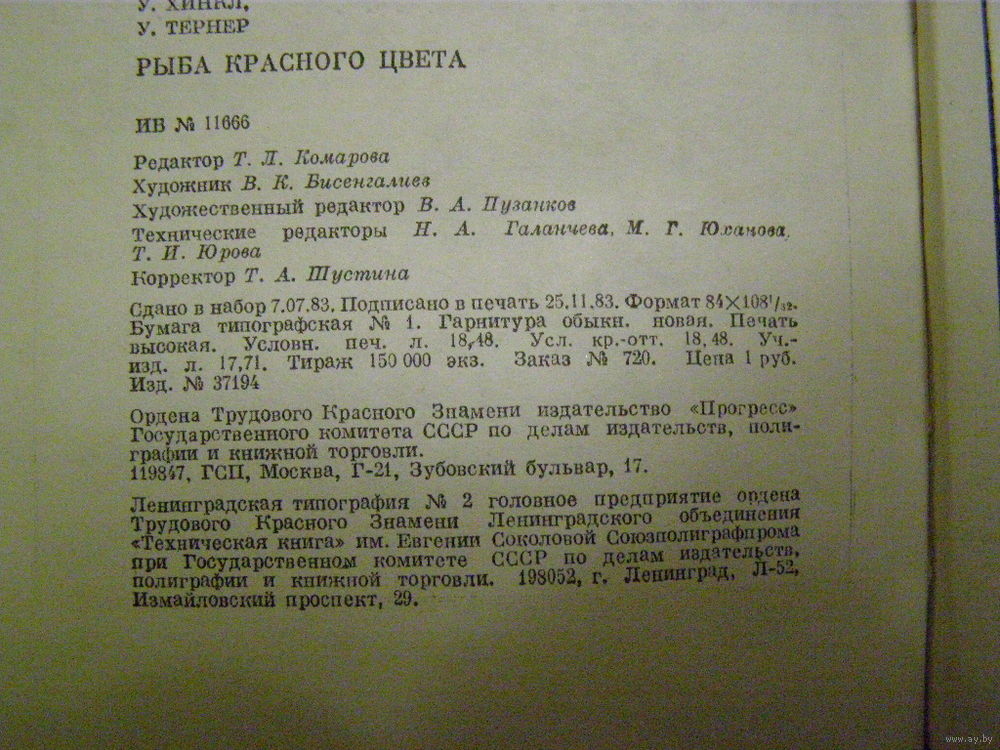 У. ХИНКЛ,
У. ТЕРНЕР
РЫБА КРАСНОГО ЦВЕТА
ИБ № 11666
Редактор Т. Л. Комарова
Художник В. К. Бисенгалиев
Художественный редактор В. А. Пузанков
Технические редакторы Н. А. Галанчева, М. Г. Юханова,
Т. И. Юрова
Корректор Т. А. Шустина
Сдано в набор 7.07.83. Подписано в печать 25.11.83. Формат 84×108 1/32.
Бумага типографская № 1. Гарнитура обыкн. новая. Печать
высокая. Условн. печ. л. 18,48. Усл. кр.-отт. 18,48. Уч.-
изд. л. 17,71. Тираж 150 000 экз. Заказ № 720. Цена 1 руб.
Изд. № 37194
Ордена Трудового Красного Знамени издательство «Прогресс»
Государственного комитета СССР по делам издательств, поли-
графии и книжной торговли.
119847, ГСП, Москва, Г-21, Зубовский бульвар, 17.
Ленинградская типография № 2 головное предприятие ордена
Трудового Красного Знамени Ленинградского объединения
«Техническая книга» им. Евгении Соколовой Союзполиграфпрома
при Государственном комитете СССР по делам издательств,
полиграфии и книжной торговли. 198052, г. Ленинград, Л-52,
Измайловский проспект, 29.
www.ay.by